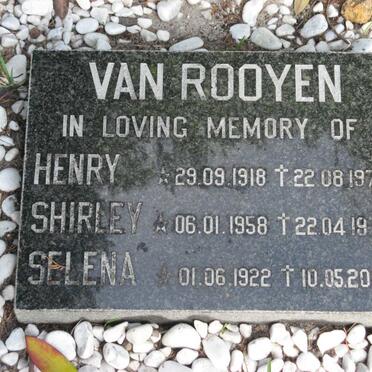 VAN ROOYEN
IN LOVING MEMORY OF
HENRY ☆ 29.09.1918 † 22.08.197
SHIRLEY ☆ 06.01.1958 † 22.04.19
SELENA ☆ 01.06.1922 † 10.05.20